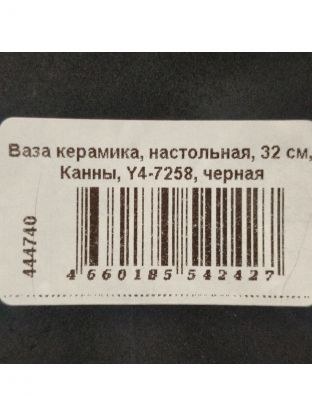 Ваза керамика, настольная, 32 см,
Канны, Y4-7258, черная
444740
4 660185 542427